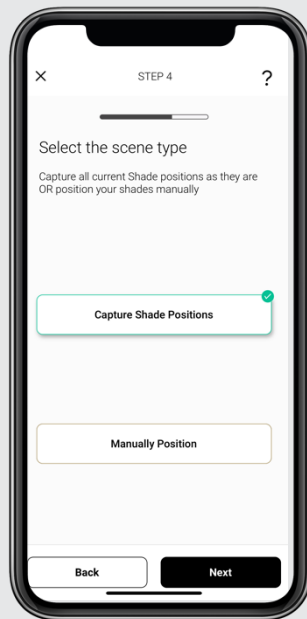 STEP 4
?
Select the scene type
Capture all current Shade positions as they are
OR position your shades manually
Capture Shade Positions
Manually Position
Back
Next